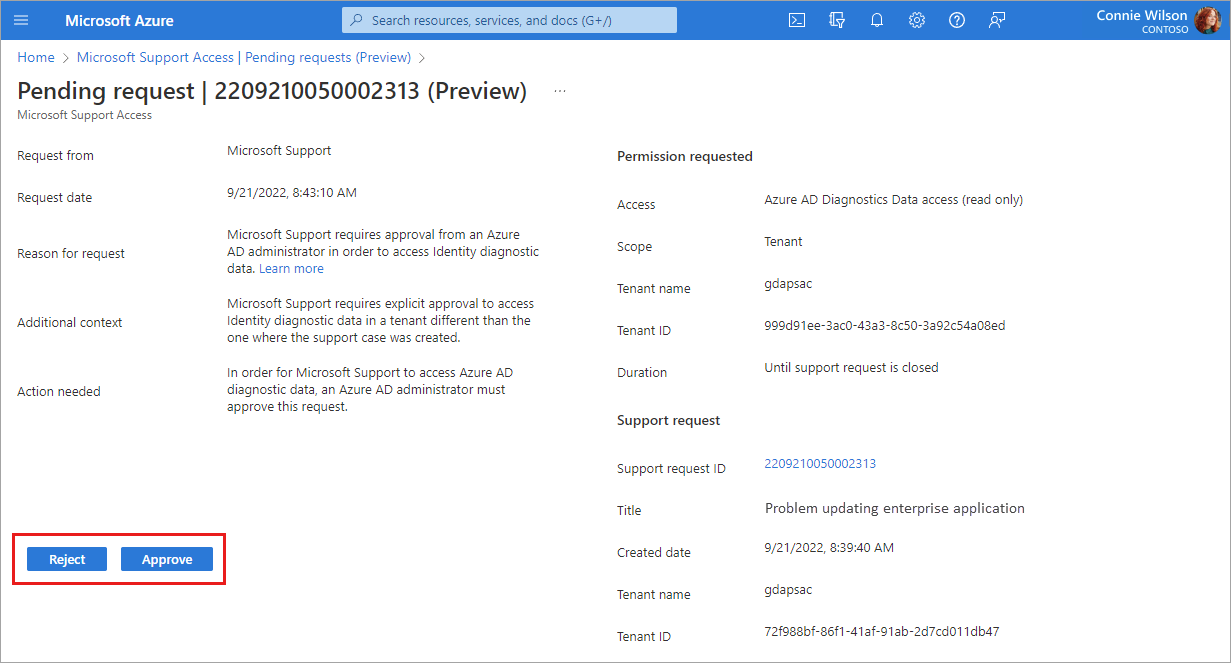 Microsoft Azure
Search resources, services, and docs (G+/)
Connie Wilson
CONTOSO
Home > Microsoft Support Access | Pending requests (Preview) >
Pending request | 2209210050002313 (Preview) ...
Microsoft Support Access
Request from
Microsoft Support
Request date
9/21/2022, 8:43:10 AM
Reason for request
Microsoft Support requires approval from an Azure
AD administrator in order to access Identity diagnostic
data. Learn more
Additional context
Microsoft Support requires explicit approval to access
Identity diagnostic data in a tenant different than the
one where the support case was created.
Action needed
In order for Microsoft Support to access Azure AD
diagnostic data, an Azure AD administrator must
approve this request.
Reject
Approve
Permission requested
Access
Azure AD Diagnostics Data access (read only)
Scope
Tenant
Tenant name
gdapsac
Tenant ID
999d91ee-3ac0-43a3-8c50-3a92c54a08ed
Duration
Until support request is closed
Support request
Support request ID
2209210050002313
Title
Problem updating enterprise application
Created date
9/21/2022, 8:39:40 AM
Tenant name
gdapsac
Tenant ID
72f988bf-86f1-41af-91ab-2d7cd011db47